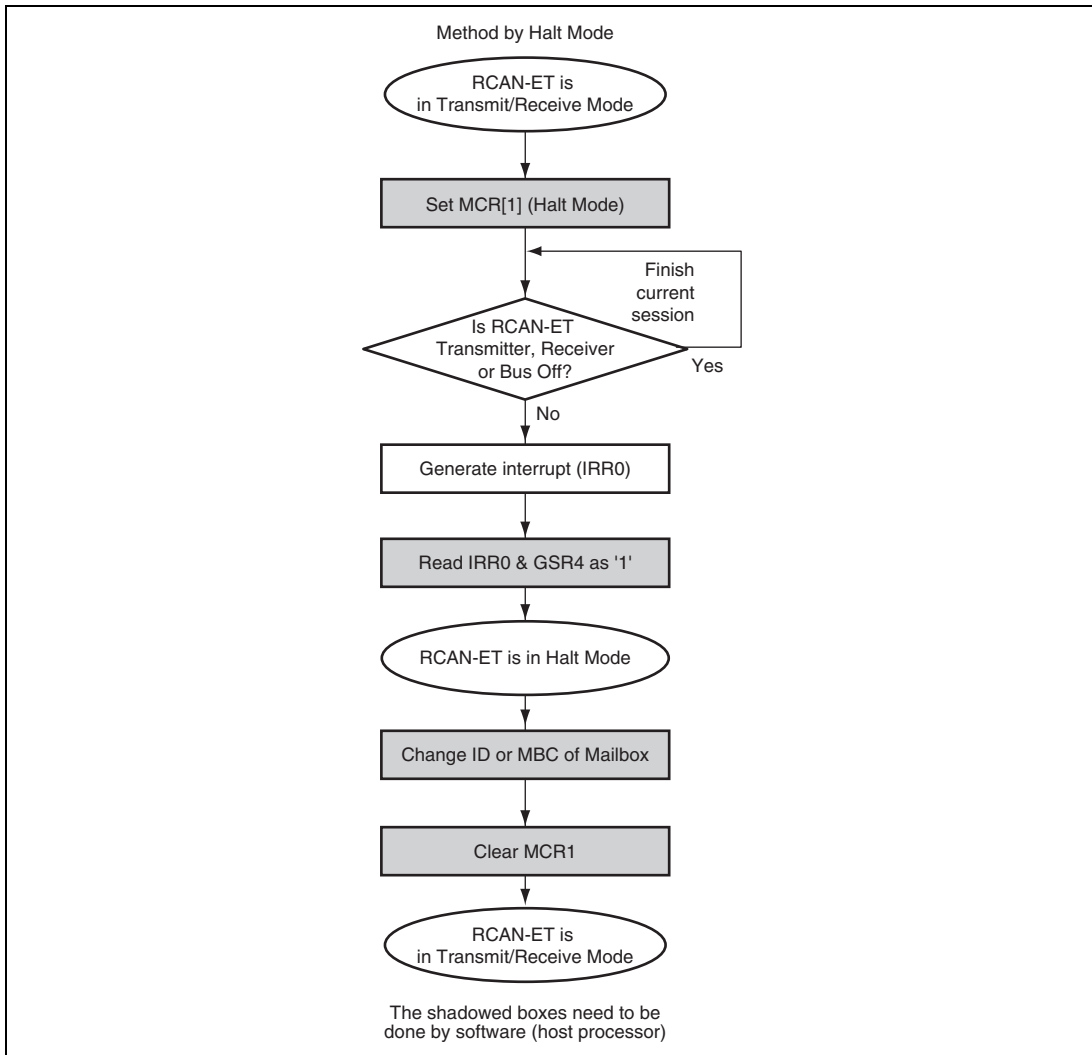 Method by Halt Mode
RCAN-ET is
in Transmit/Receive Mode
Set MCR[1] (Halt Mode)
Finish
current
session
Is RCAN-ET
Transmitter, Receiver
or Bus Off?
Yes
No
Generate interrupt (IRR0)
Read IRR0 & GSR4 as '1'
RCAN-ET is in Halt Mode
Change ID or MBC of Mailbox
Clear MCR1
RCAN-ET is
in Transmit/Receive Mode
The shadowed boxes need to be
done by software (host processor)